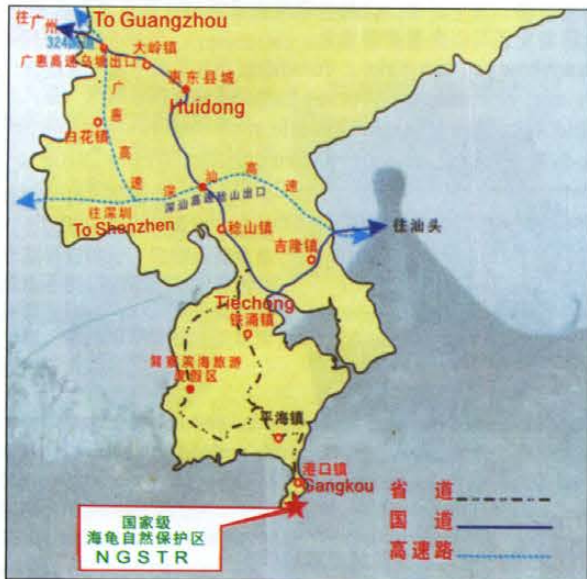 往广州
To Guangzhou
324国道
大岭镇
广惠高速乌塘出口
惠东县城
Huidong
广惠高速
白花镇
深汕高速
深汕高速稔山出口
往深圳
To Shenzhen
稔山镇
往汕头
吉隆镇
Tiechong
铁涌镇
巽寮滨海旅游
度假区
平海镇
港口镇
Gangkou
省 道
国 道
高速路
国家级
海龟自然保护区
NGSTR